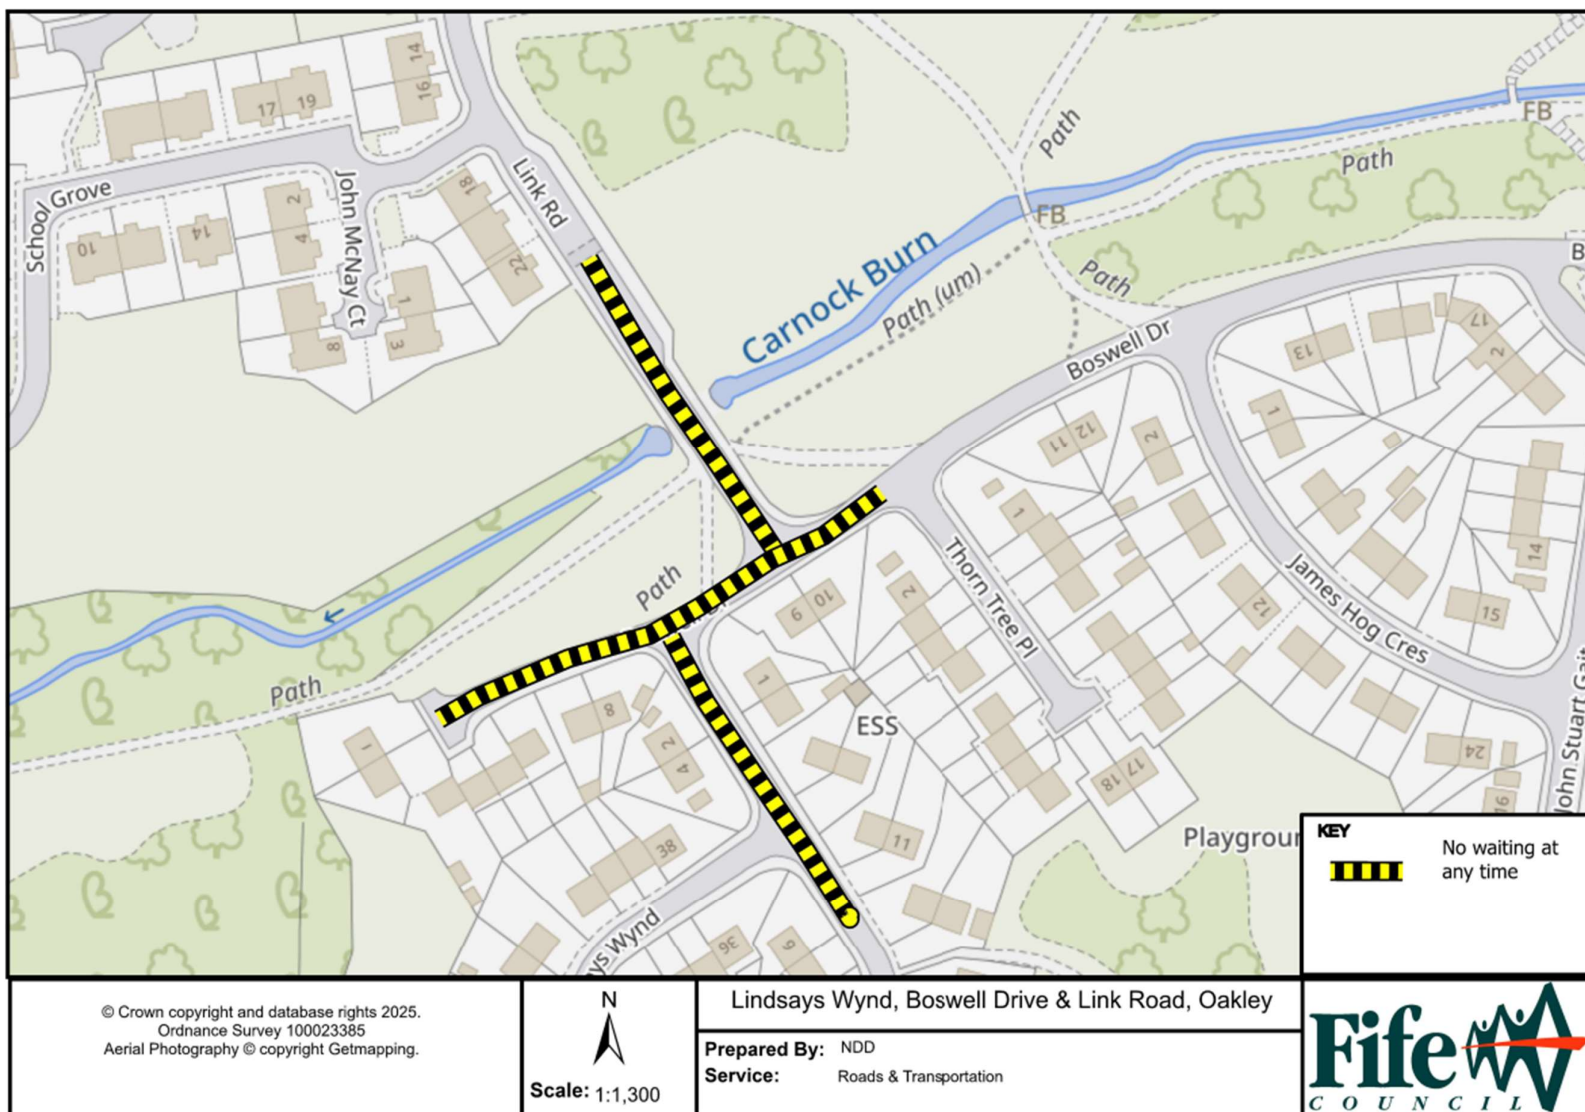 14
16
17
19
School Grove
John McNay Ct
Link Rd
18
22
2
4
14
10
1
3
8
Path
FB
Path
FB
Carnock Burn
Path (um)
Path
Boswell Dr
B
17
2
13
1
14
15
12
11
2
1
12
James Hog Cres
Thorn Tree Pl
John Stuart Gait
24
16
Path
Path
10
9
2
1
ESS
11
8
2
4
1
38
36
9
ys Wynd
17
18
Playgroun
KEY
No waiting at
any time
© Crown copyright and database rights 2025.
Ordnance Survey 100023385
Aerial Photography © copyright Getmapping.
N
Scale: 1:1,300
Lindsays Wynd, Boswell Drive & Link Road, Oakley
Prepared By: NDD
Service: Roads & Transportation
Fife
COUNCIL